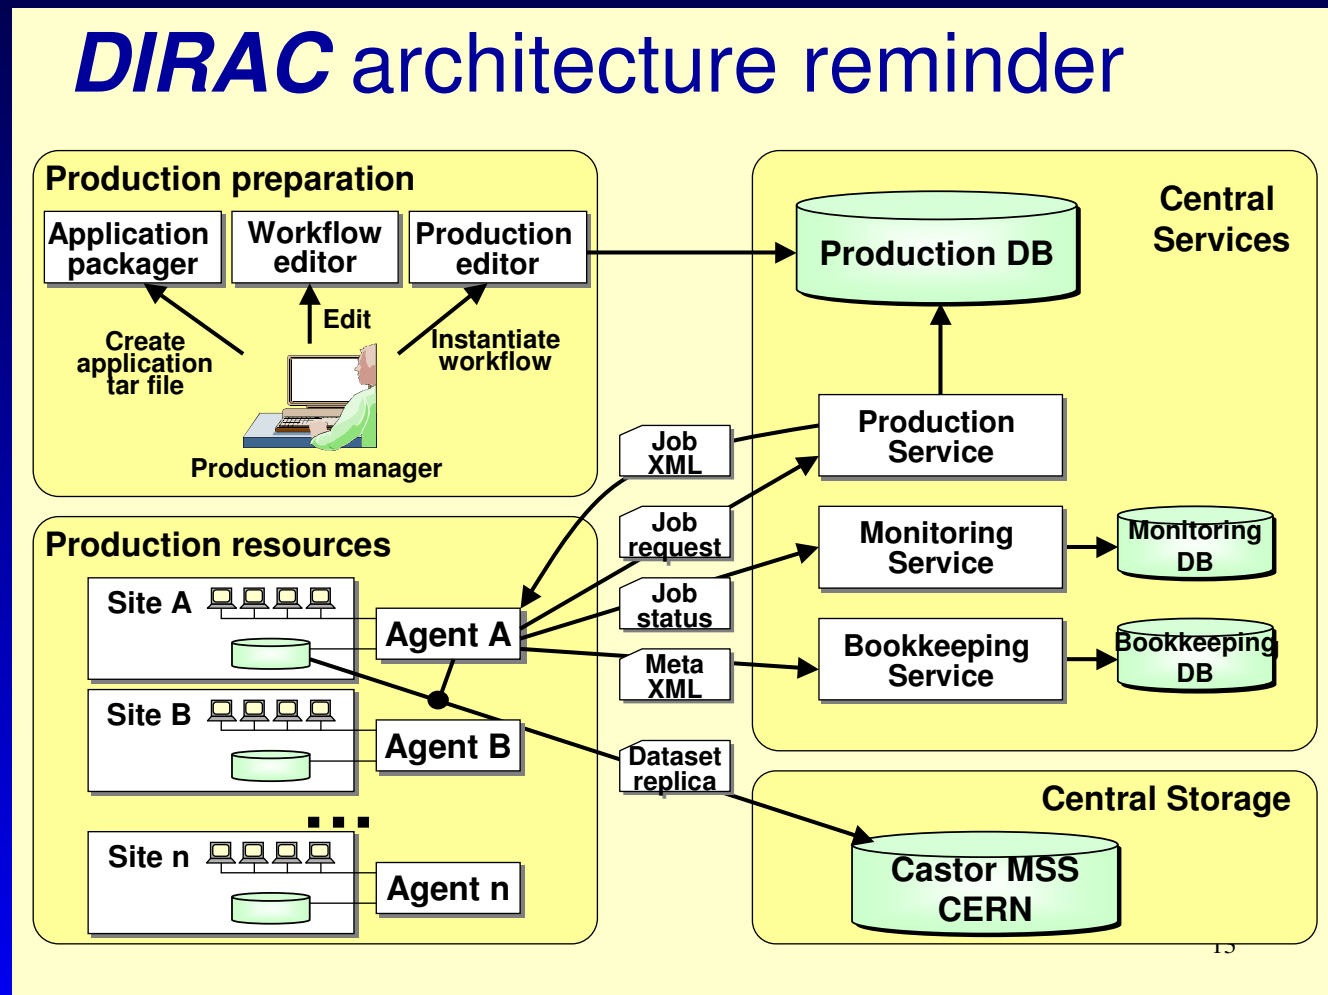 DIRAC architecture reminder
Production preparation
Application
packager
Workflow
editor
Production
editor
Create
application
tar file
Edit
Instantiate
workflow
Production manager
Central
Services
Production DB
Production
Service
Monitoring
Service
Monitoring
DB
Bookkeeping
Service
Bookkeeping
DB
Job
XML
Job
request
Job
status
Meta
XML
Dataset
replica
Production resources
Site A
Agent A
Site B
Agent B
...
Site n
Agent n
Central Storage
Castor MSS
CERN